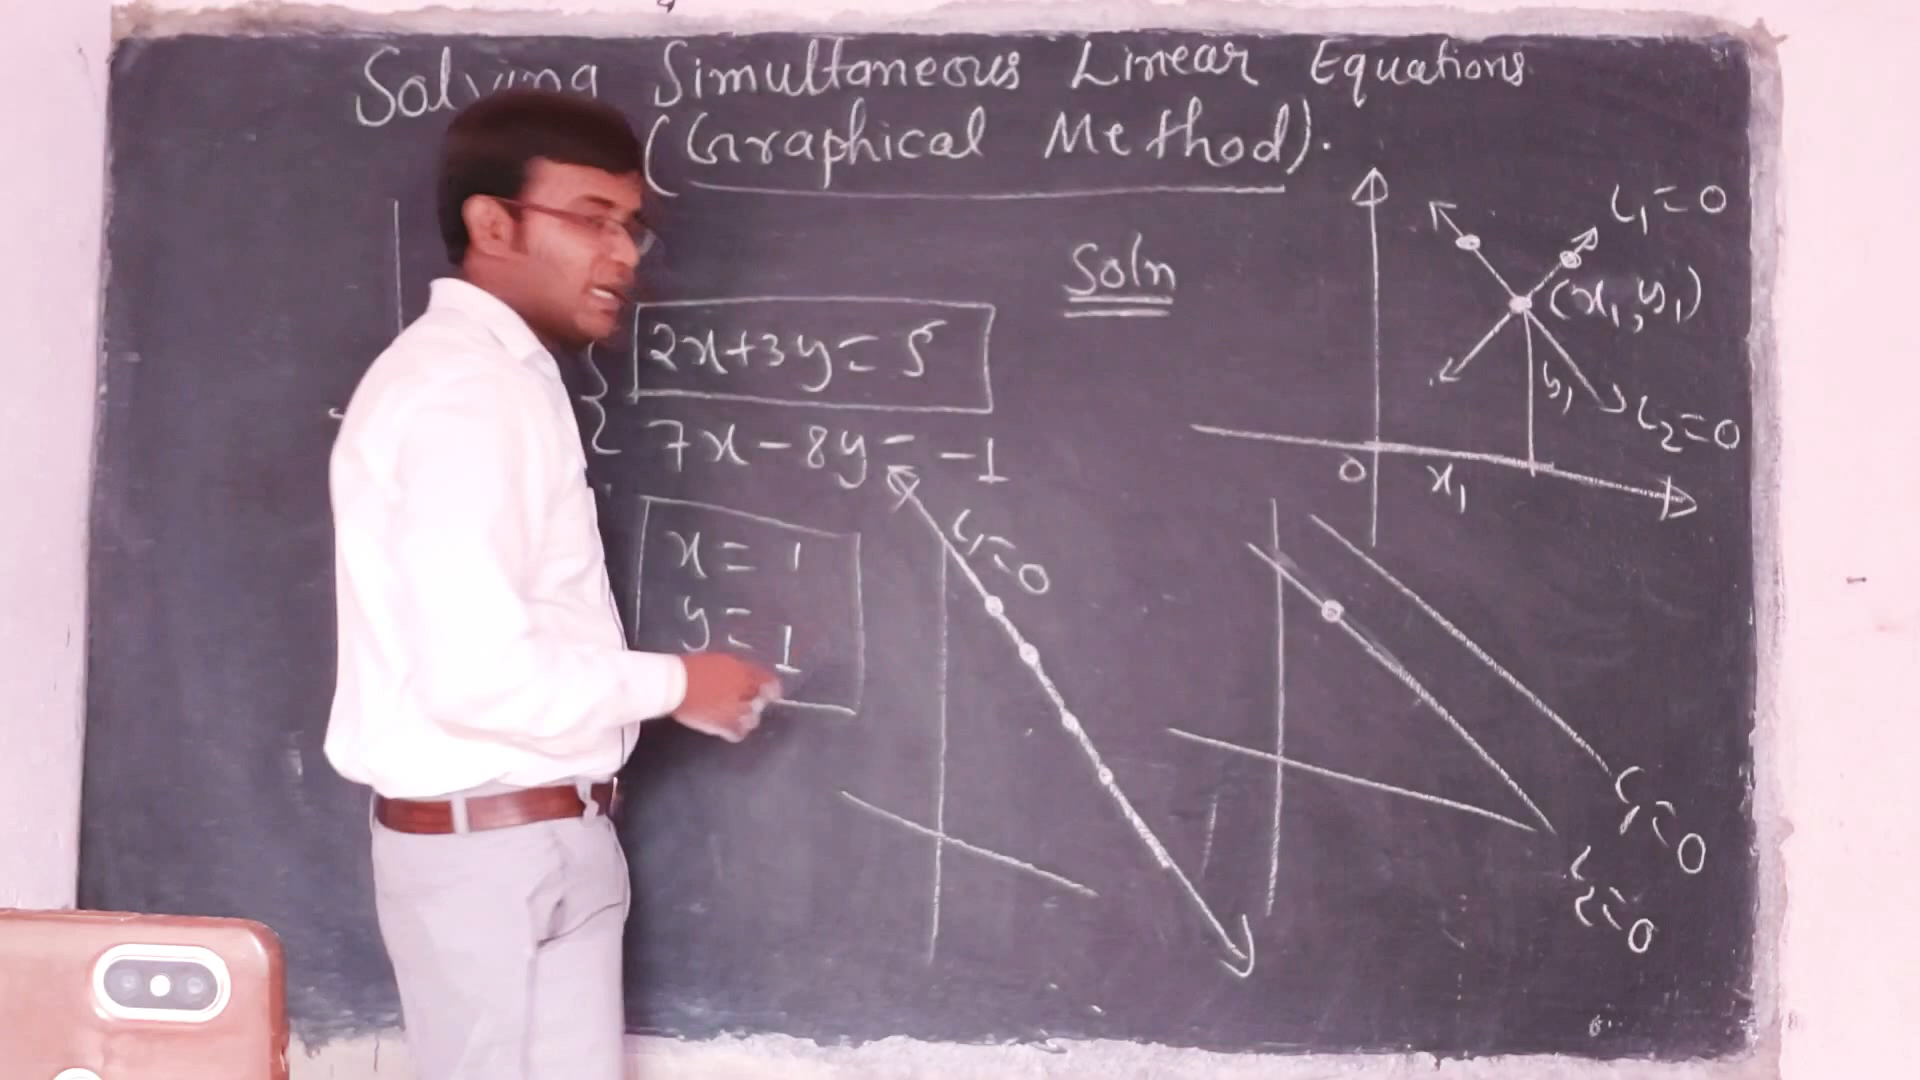 Solving Simultaneous Linear Equations
(Graphical Method).
Soln
2x+3y=5
7x-8y=-1
x=1
y=1
L₁=0
(x₁,y₁)
y₁
L₂=0
0
x₁
L₁=0
L₁=0
L₂=0